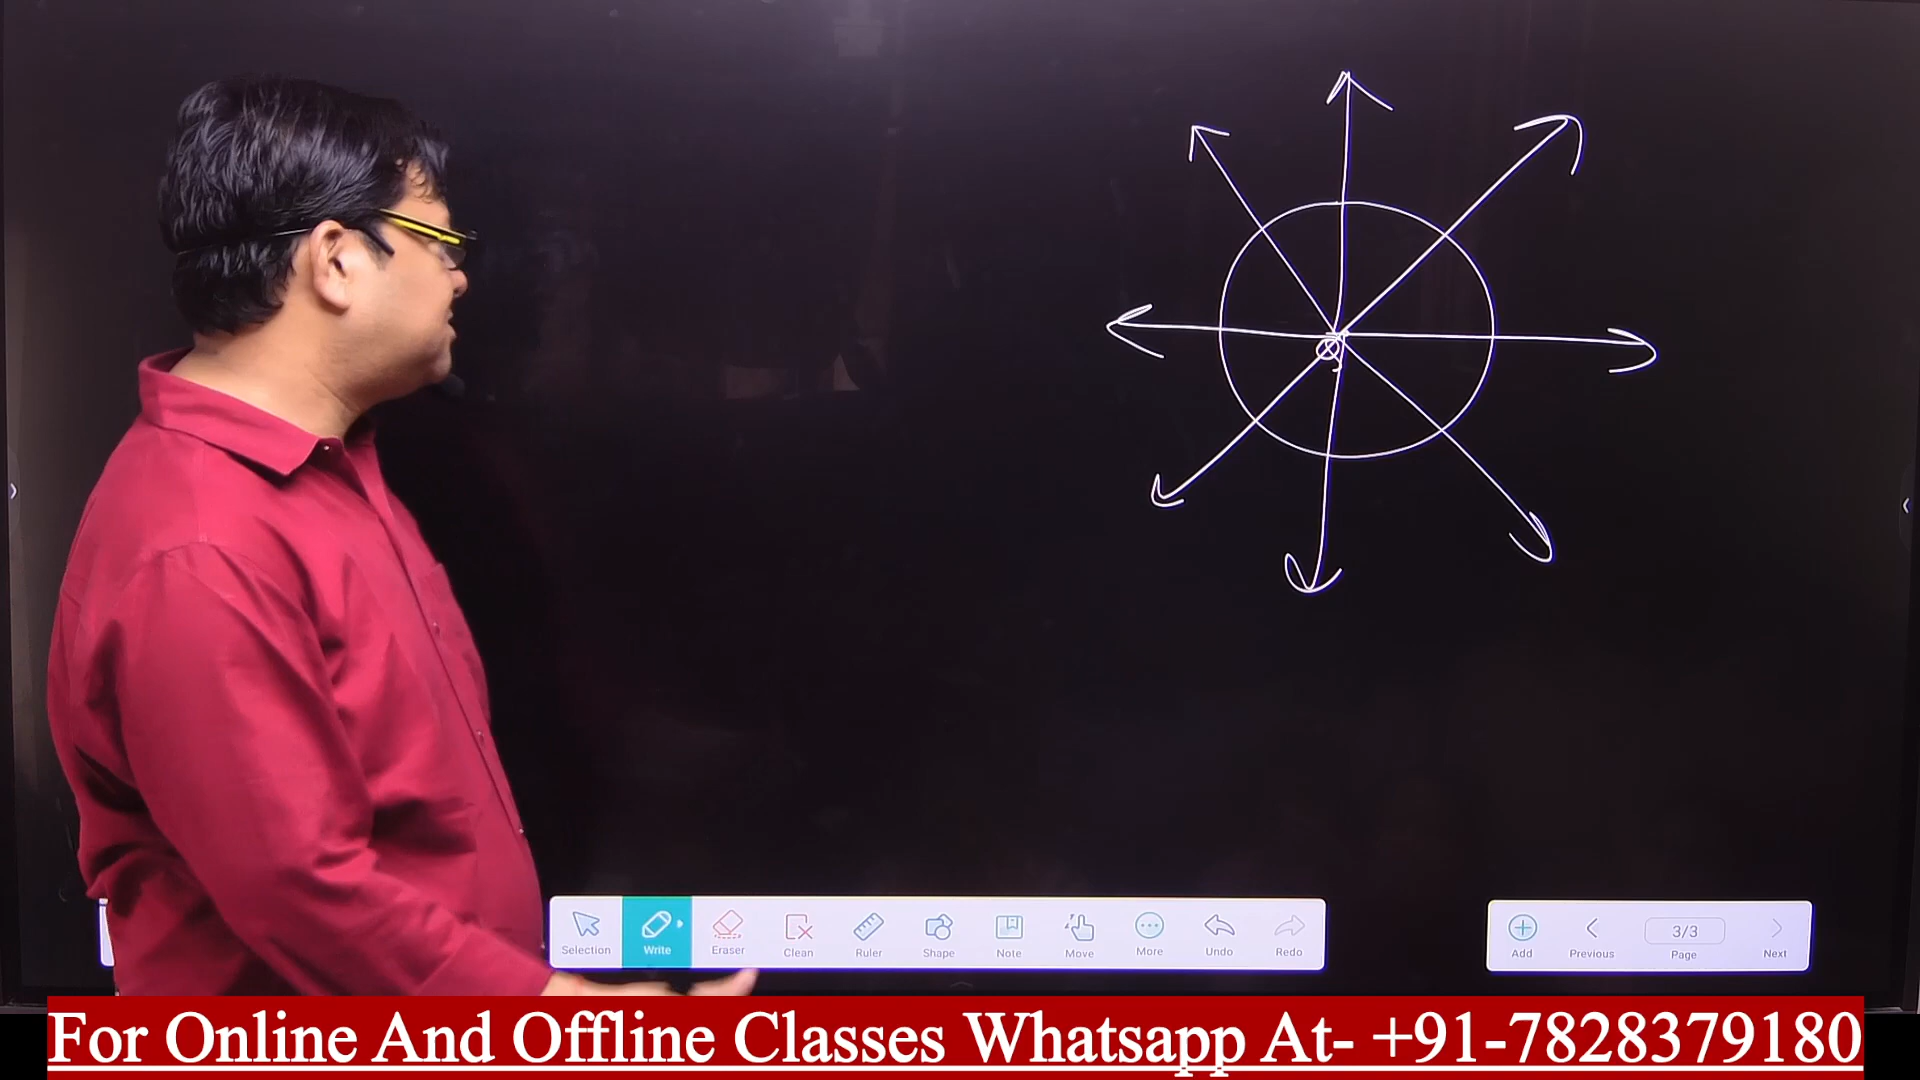 Selection
Write
Eraser
Clean
Ruler
Shape
Note
Move
More
Undo
Redo
Add
Previous
3/3
Page
Next
For Online And Offline Classes Whatsapp At- +91-7828379180